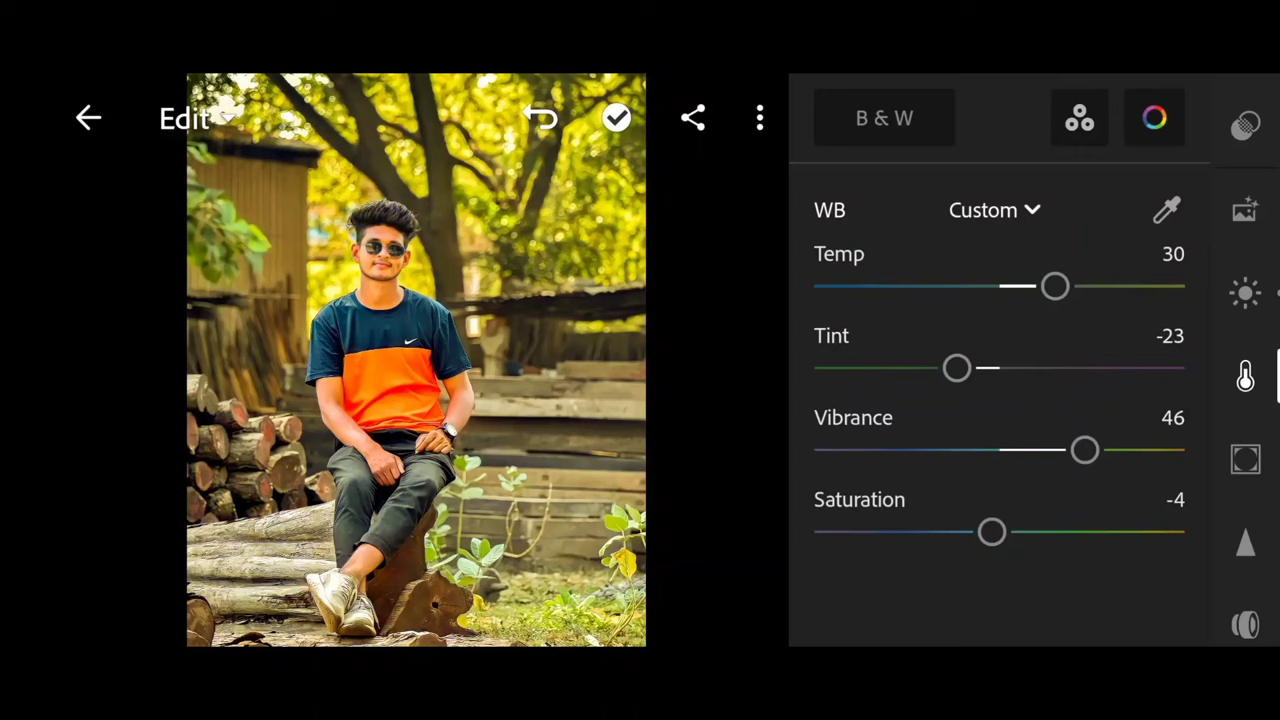 Edit
B & W
WB Custom
Temp 30
Tint -23
Vibrance 46
Saturation -4